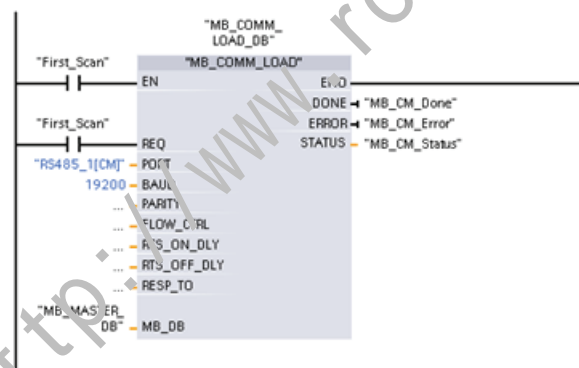 "MB_COMM_
LOAD_DB"
"First_Scan"
"MB_COMM_LOAD"
EN
ENO
DONE "MB_CM_Done"
"First_Scan"
ERROR "MB_CM_Error"
REQ
STATUS "MB_CM_Status"
"RS485_1[CM]" PORT
19200 BAUD
... PARITY
... FLOW_CTRL
... RTS_ON_DLY
... RTS_OFF_DLY
... RESP_TO
"MB_MASTER_
DB" MB_DB